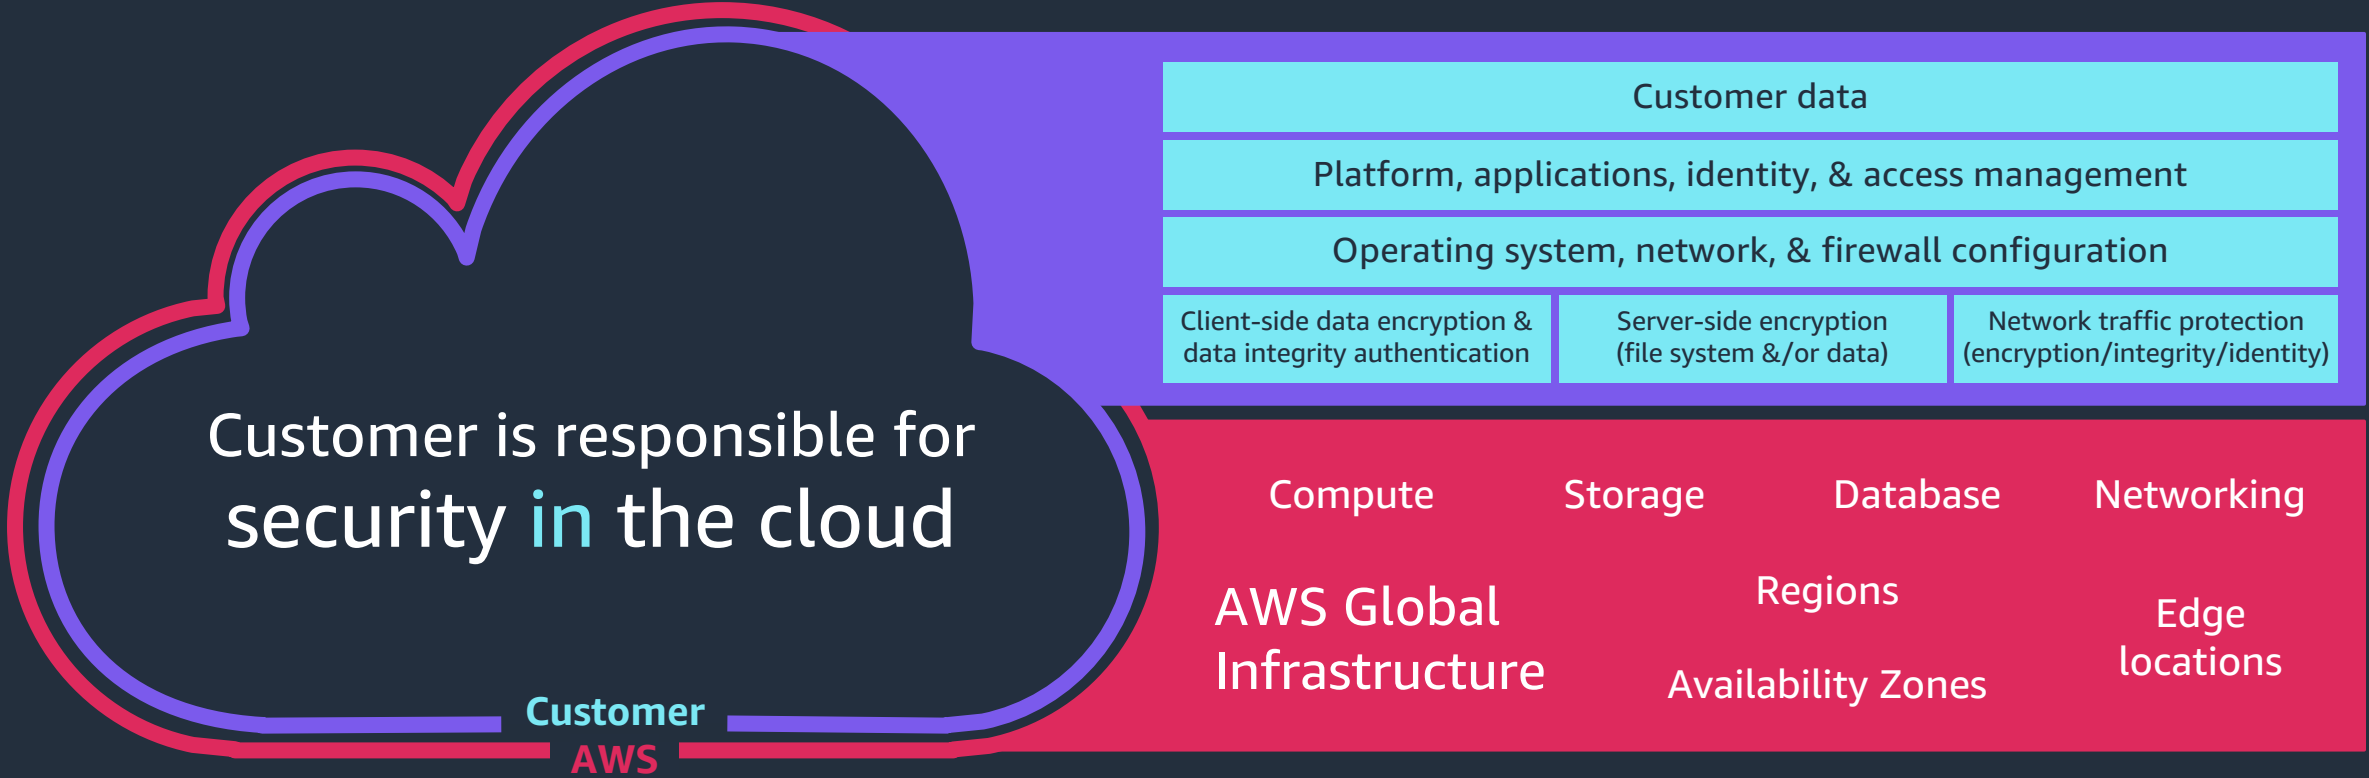 Customer is responsible for
security in the cloud
Customer
AWS
Customer data
Platform, applications, identity, & access management
Operating system, network, & firewall configuration
Client-side data encryption &
data integrity authentication
Server-side encryption
(file system &/or data)
Network traffic protection
(encryption/integrity/identity)
Compute
Storage
Database
Networking
AWS Global
Infrastructure
Regions
Availability Zones
Edge
locations